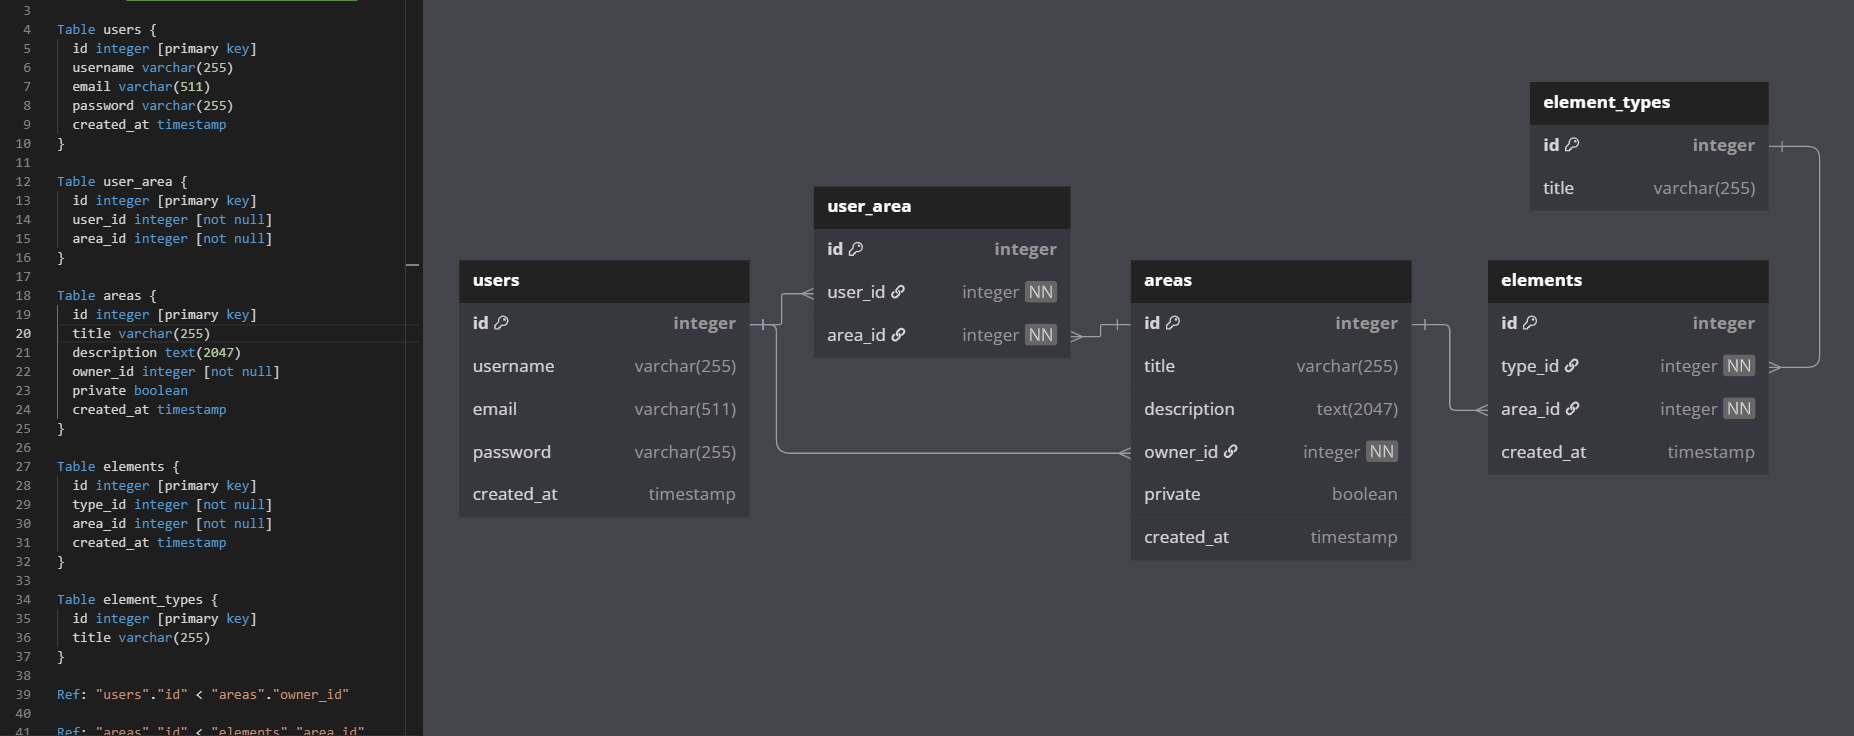 3
4 Table users {
5 id integer [primary key]
6 username varchar(255)
7 email varchar(511)
8 password varchar(255)
9 created_at timestamp
10 }
11
12 Table user_area {
13 id integer [primary key]
14 user_id integer [not null]
15 area_id integer [not null]
16 }
17
18 Table areas {
19 id integer [primary key]
20 title varchar(255)
21 description text(2047)
22 owner_id integer [not null]
23 private boolean
24 created_at timestamp
25 }
26
27 Table elements {
28 id integer [primary key]
29 type_id integer [not null]
30 area_id integer [not null]
31 created_at timestamp
32 }
33
34 Table element_types {
35 id integer [primary key]
36 title varchar(255)
37 }
38
39 Ref: "users"."id" < "areas"."owner_id"
40
41 Ref: "areas"."id" < "elements"."area_id"
users
id integer
username varchar(255)
email varchar(511)
password varchar(255)
created_at timestamp
user_area
id integer
user_id integer NN
area_id integer NN
areas
id integer
title varchar(255)
description text(2047)
owner_id integer NN
private boolean
created_at timestamp
element_types
id integer
title varchar(255)
elements
id integer
type_id integer NN
area_id integer NN
created_at timestamp